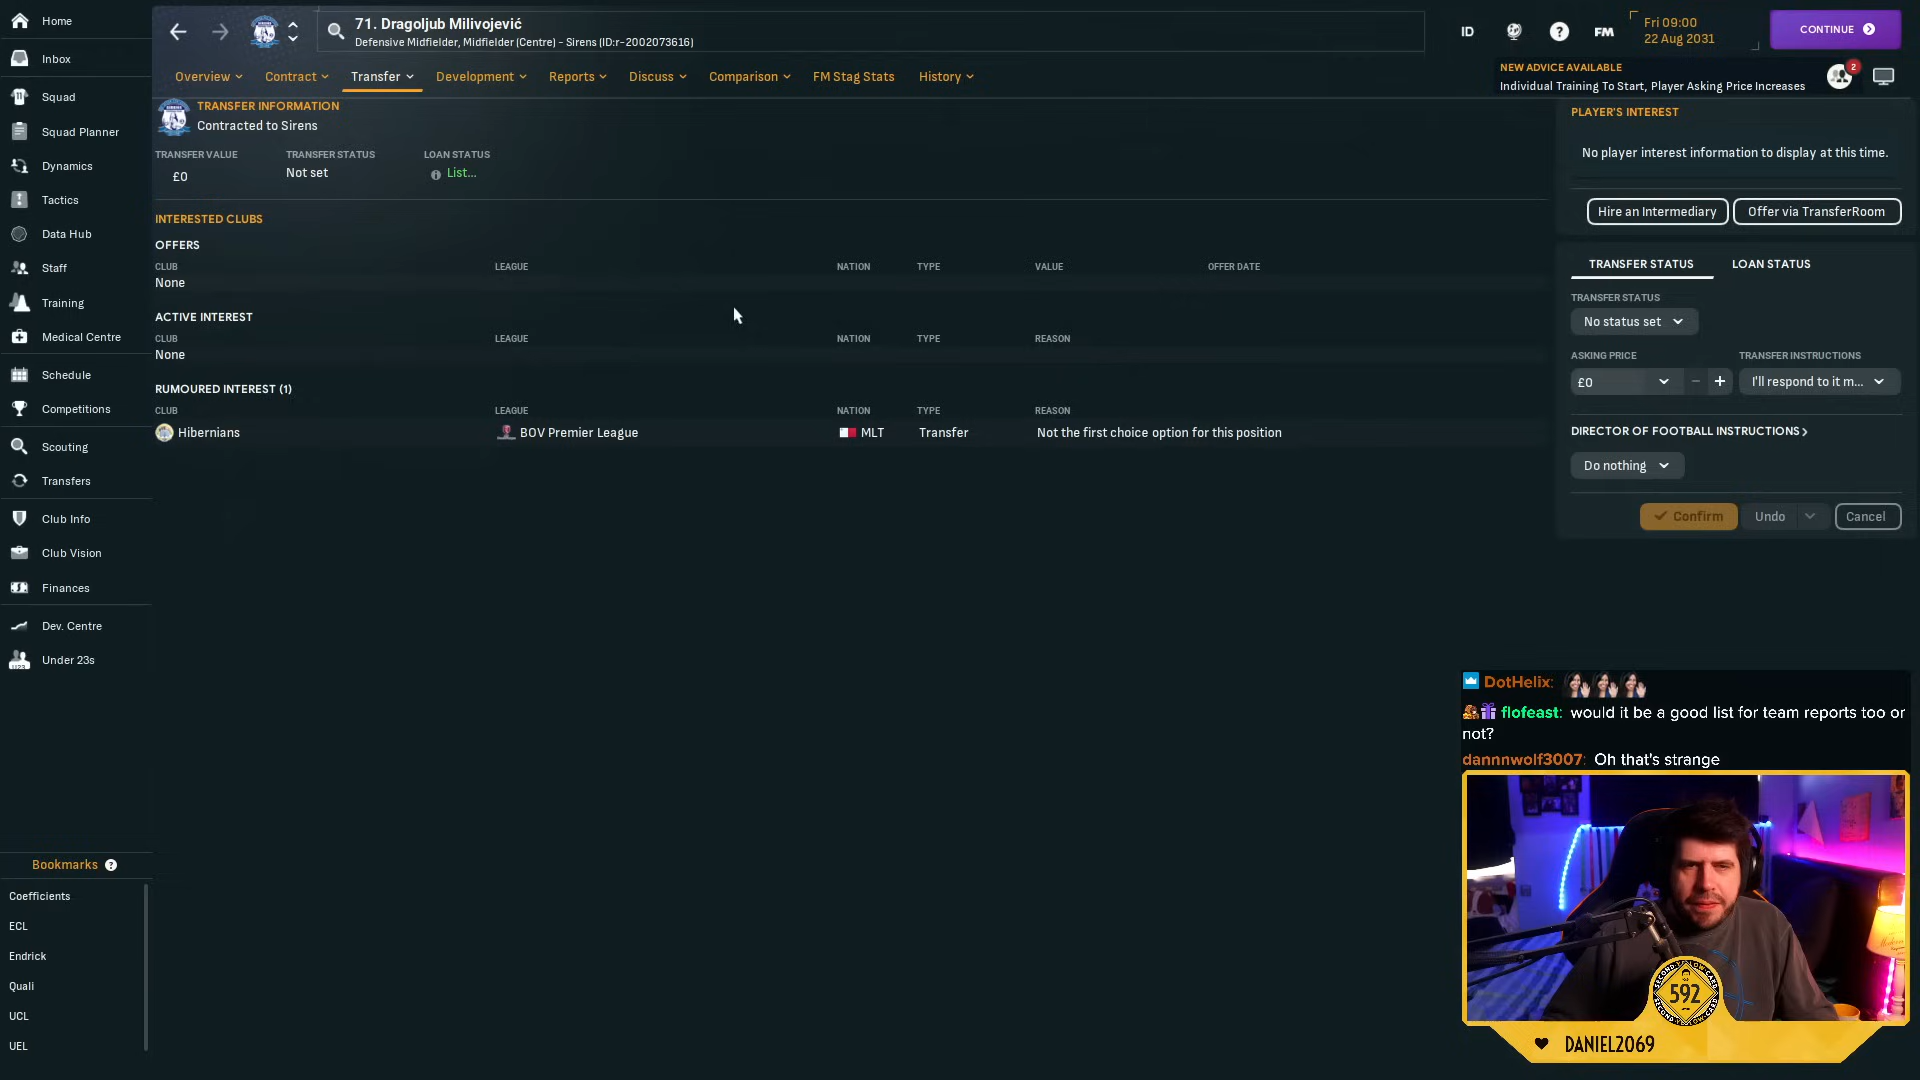 Home
Inbox
Squad
Squad Planner
Dynamics
Tactics
Data Hub
Staff
Training
Medical Centre
Schedule
Competitions
Scouting
Transfers
Club Info
Club Vision
Finances
Dev. Centre
Under 23s
Bookmarks ?
Coefficients
ECL
Endrick
Quali
UCL
UEL
71. Dragoljub Milivojević
Defensive Midfielder, Midfielder (Centre) - Sirens (ID:r-2002073616)
ID
?
FM
Fri 09:00
22 Aug 2031
CONTINUE
Overview
Contract
Transfer
Development
Reports
Discuss
Comparison
FM Stag Stats
History
NEW ADVICE AVAILABLE
Individual Training To Start, Player Asking Price Increases
2
TRANSFER INFORMATION
Contracted to Sirens
TRANSFER VALUE TRANSFER STATUS LOAN STATUS
£0 Not set List...
INTERESTED CLUBS
OFFERS
CLUB LEAGUE NATION TYPE VALUE OFFER DATE
None
ACTIVE INTEREST
CLUB LEAGUE NATION TYPE REASON
None
RUMOURED INTEREST (1)
CLUB LEAGUE NATION TYPE REASON
Hibernians BOV Premier League MLT Transfer Not the first choice option for this position
PLAYER'S INTEREST
No player interest information to display at this time.
Hire an Intermediary Offer via TransferRoom
TRANSFER STATUS LOAN STATUS
TRANSFER STATUS
No status set
ASKING PRICE TRANSFER INSTRUCTIONS
£0 − + I'll respond to it m...
DIRECTOR OF FOOTBALL INSTRUCTIONS >
Do nothing
Confirm Undo Cancel
DotHelix:
flofeast: would it be a good list for team reports too or
not?
dannnwolf3007: Oh that's strange
592
DANIEL2069